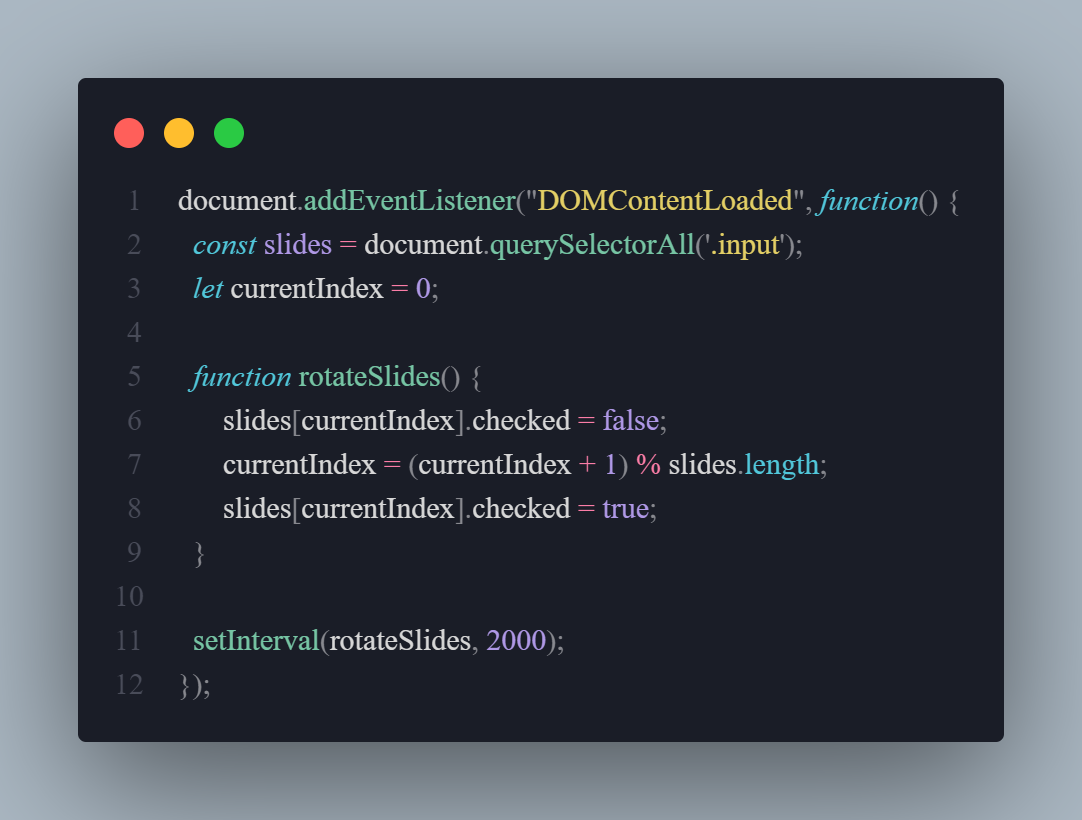 1 document.addEventListener("DOMContentLoaded", function() {
2 const slides = document.querySelectorAll('.input');
3 let currentIndex = 0;
4
5 function rotateSlides() {
6 slides[currentIndex].checked = false;
7 currentIndex = (currentIndex + 1) % slides.length;
8 slides[currentIndex].checked = true;
9 }
10
11 setInterval(rotateSlides, 2000);
12 });